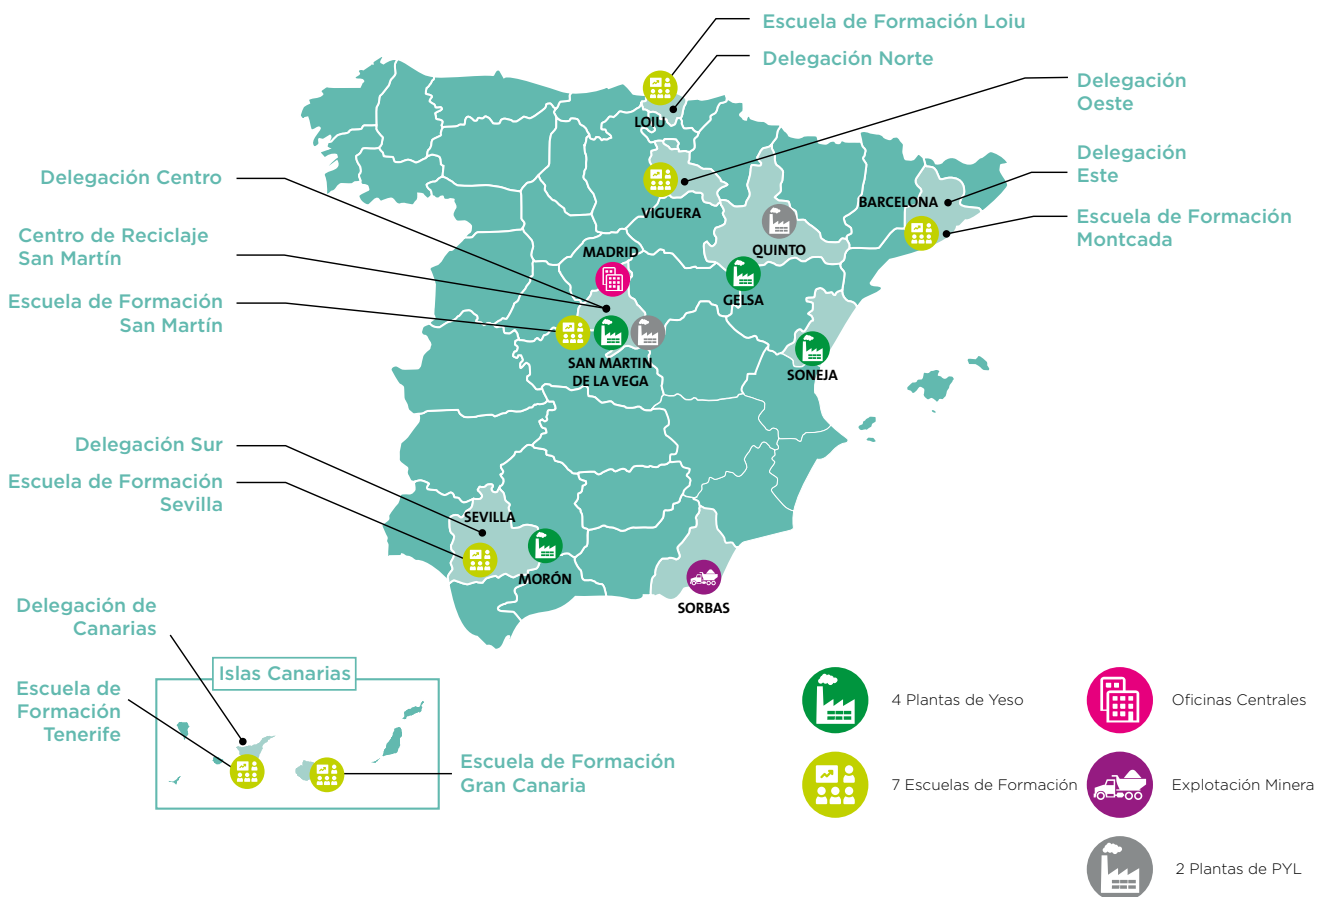 Escuela de Formación Loiu
Delegación Norte
Delegación
Oeste
Delegación
Este
Escuela de Formación
Montcada
Delegación Centro
Centro de Reciclaje
San Martín
Escuela de Formación
San Martín
Delegación Sur
Escuela de Formación
Sevilla
Delegación de
Canarias
Escuela de
Formación
Tenerife
Islas Canarias
Escuela de Formación
Gran Canaria
LOIU
VIGUERA
BARCELONA
QUINTO
MADRID
GELSA
SAN MARTIN
DE LA VEGA
SONEJA
SEVILLA
MORÓN
SORBAS
4 Plantas de Yeso
Oficinas Centrales
7 Escuelas de Formación
Explotación Minera
2 Plantas de PYL